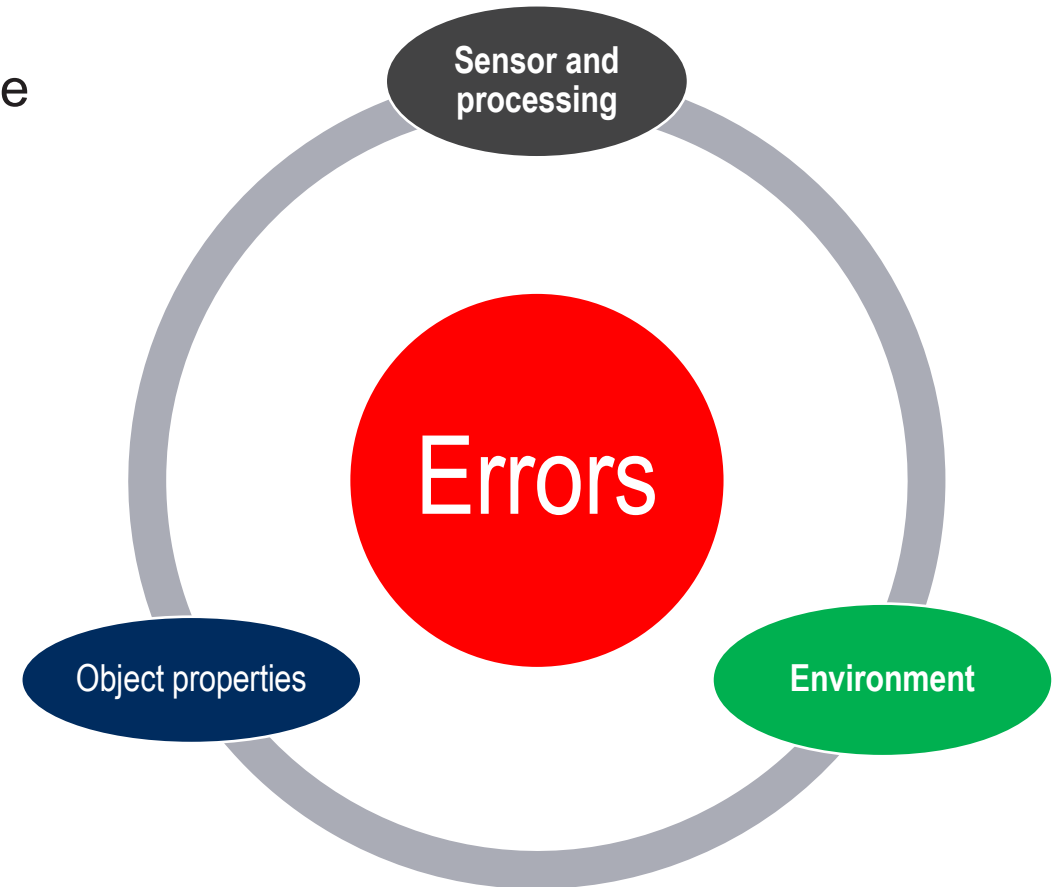 e
Sensor and
processing
Errors
Object properties
Environment